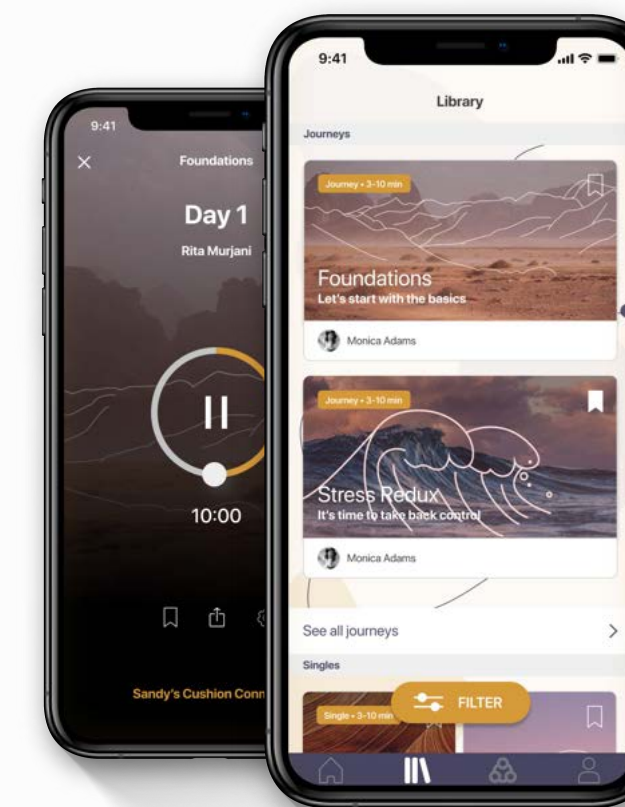 9:41
Foundations
Day 1
Rita Murjani
10:00
Sandy's Cushion Conn
9:41
Library
Journeys
Journey • 3-10 min
Foundations
Let's start with the basics
Monica Adams
Journey • 3-10 min
Stress Redux
It's time to take back control
Monica Adams
See all journeys
Singles
Single • 3-10 min
FILTER